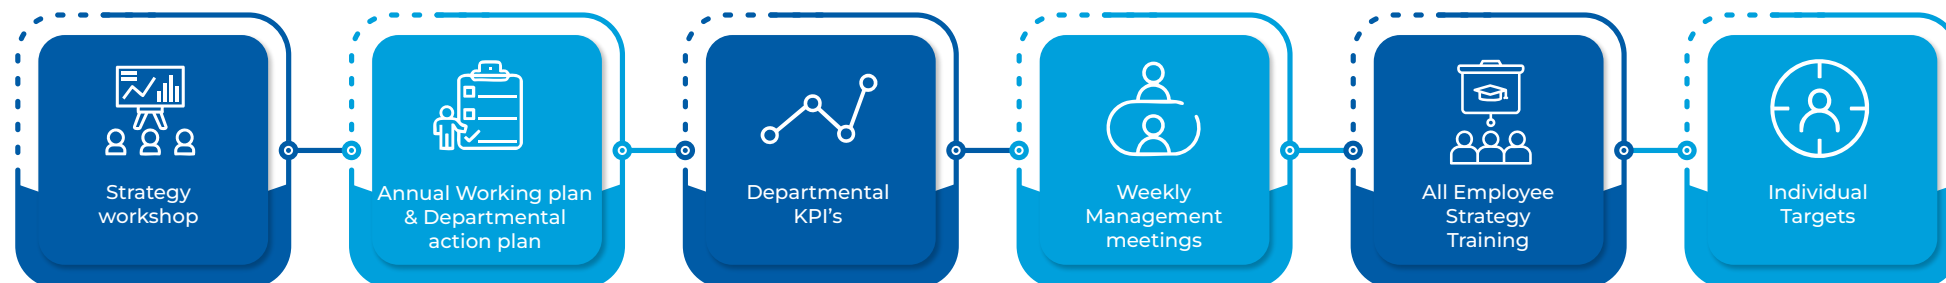 Strategy
workshop
Annual Working plan
& Departmental
action plan
Departmental
KPI’s
Weekly
Management
meetings
All Employee
Strategy
Training
Individual
Targets